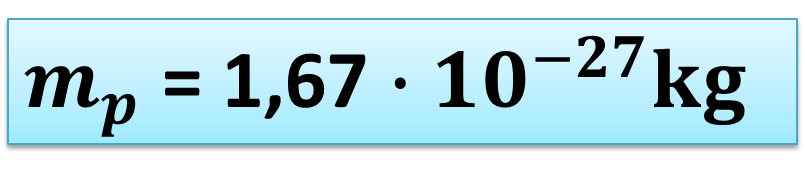 m_p = 1,67 · 10^{−27} kg